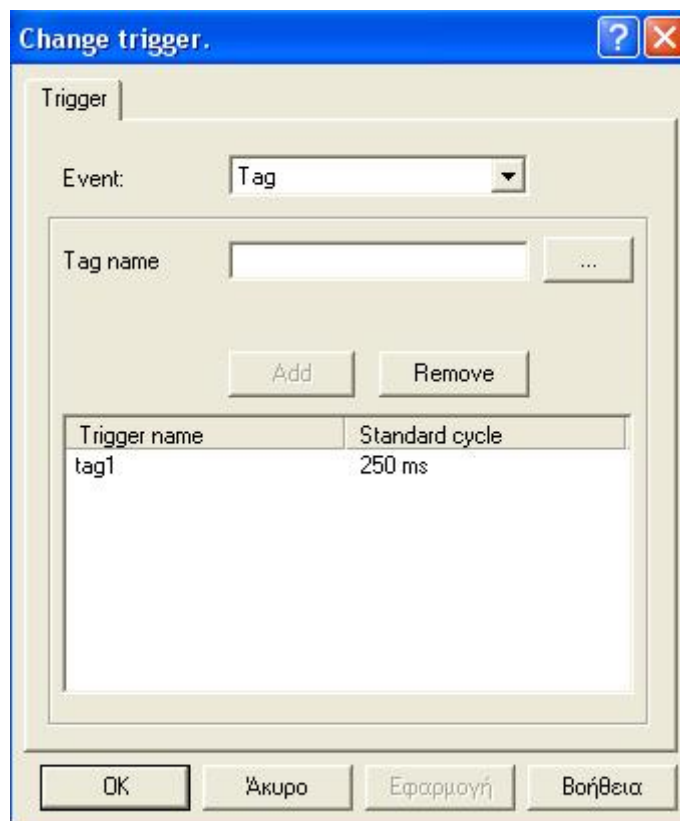 Change trigger.
Trigger
Event: Tag
Tag name ...
Add Remove
Trigger name Standard cycle
tag1 250 ms
OK Άκυρο Εφαρμογή Βοήθεια